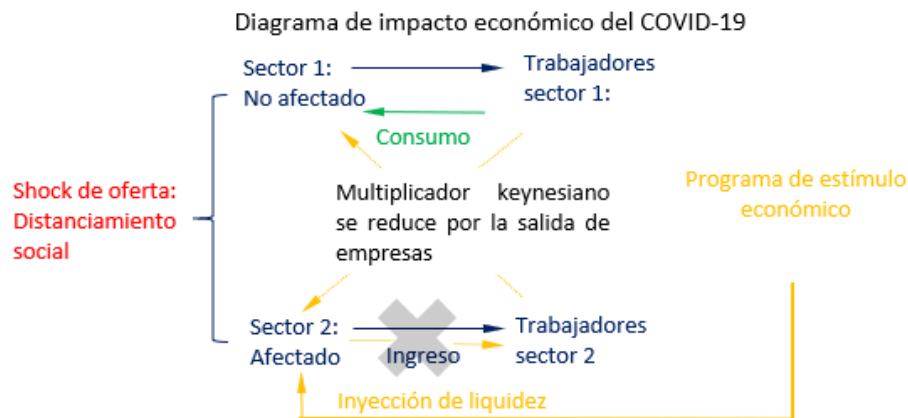 Diagrama de impacto económico del COVID-19
Sector 1:
No afectado
Trabajadores
sector 1:
Consumo
Shock de oferta:
Distanciamiento
social
Multiplicador keynesiano
se reduce por la salida de
empresas
Programa de estímulo
económico
Sector 2:
Afectado
Ingreso
Trabajadores
sector 2
Inyección de liquidez